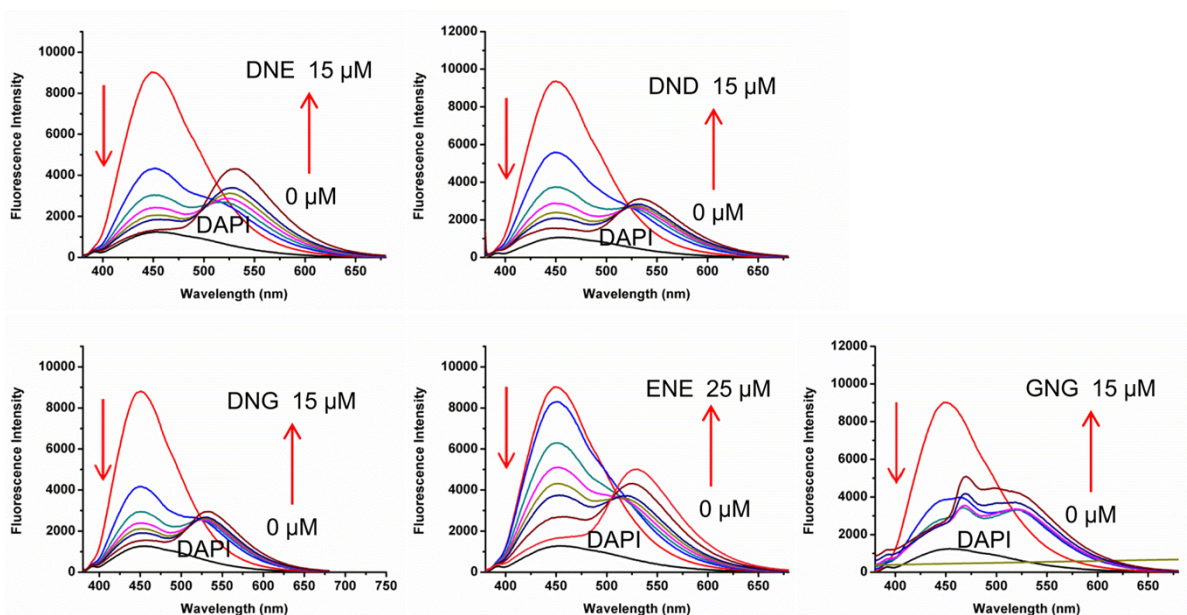 DNE 15 µM
0 µM
DAPI
Fluorescence Intensity
10000
8000
6000
4000
2000
0
400 450 500 550 600 650
Wavelength (nm)
DND 15 µM
0 µM
DAPI
Fluorescence Intensity
12000
10000
8000
6000
4000
2000
0
400 450 500 550 600 650
Wavelength (nm)
DNG 15 µM
0 µM
DAPI
Fluorescence Intensity
10000
8000
6000
4000
2000
0
400 450 500 550 600 650 700 750
Wavelength (nm)
ENE 25 µM
0 µM
DAPI
Fluorescence Intensity
12000
10000
8000
6000
4000
2000
0
400 450 500 550 600 650
Wavelength (nm)
GNG 15 µM
0 µM
DAPI
Fluorescence Intensity
12000
10000
8000
6000
4000
2000
0
400 450 500 550 600 650
Wavelength (nm)